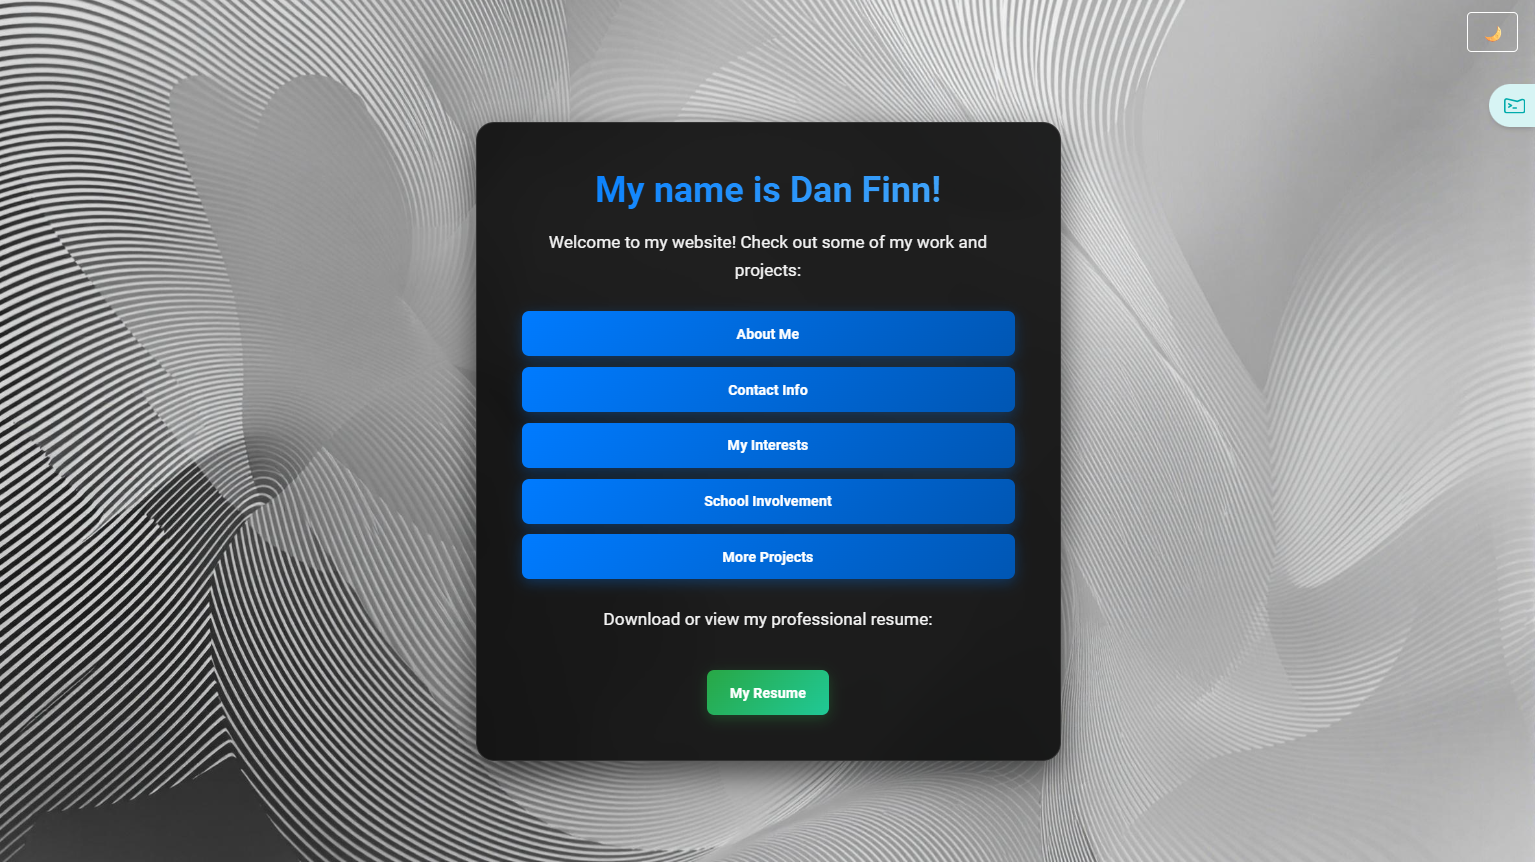 My name is Dan Finn!
Welcome to my website! Check out some of my work and
projects:
About Me
Contact Info
My Interests
School Involvement
More Projects
Download or view my professional resume:
My Resume